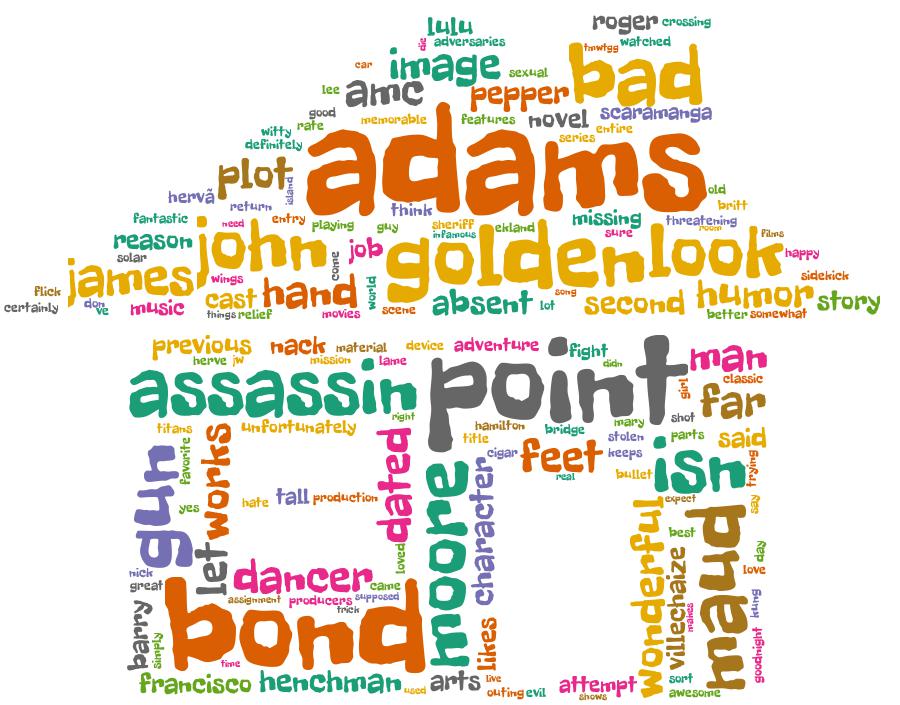 lulu
roger crossing
die adversaries
tmwtgg watched
car image sexual bad
lee amc pepper
good memorable features novel scaramanga
witty rate series entire
definitely adams
plot island
hervã return think old
britt
fantastic need entry playing guy sheriff infamous ekland missing sure threatening room
reason john job golden look films happy
solar come
flick james wings world sidekick
certainly don ve music cast hand scene absent lot song second humor story
things relief movies better somewhat
previous hack material device adventure fight man
herve jw mission lame didn
assassin point girl classic
right far
titans unfortunately hamilton mary shot
title bridge stolen parts said
gun favorite works dated cigar feet keeps isn trying
real bullet
hate tall production
yes moore character wonderful expect say
let best maud
nick dancer loved villechaize day
great came love
assignment producers supposed
barry bond trick makes kung
simply likes goodnight
time
francisco henchman used arts live attempt sort
outing evil shows awesome